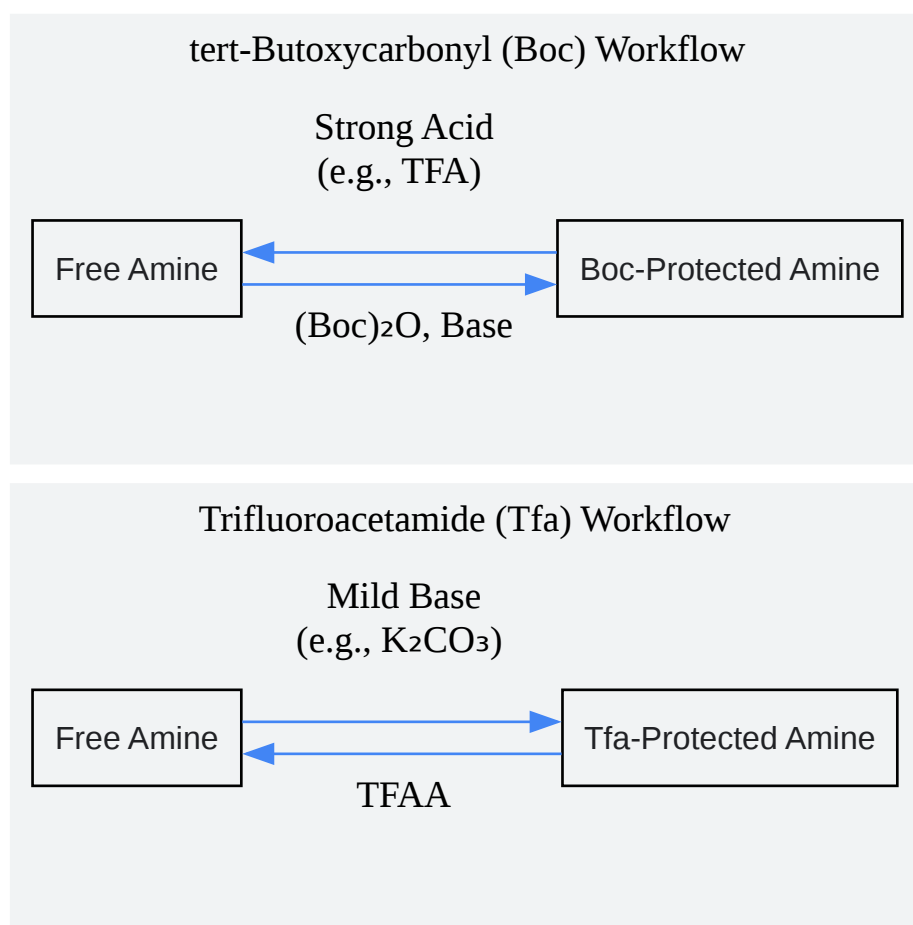 tert-Butoxycarbonyl (Boc) Workflow
Strong Acid
(e.g., TFA)
Free Amine
Boc-Protected Amine
(Boc)₂O, Base
Trifluoroacetamide (Tfa) Workflow
Mild Base
(e.g., K₂CO₃)
Free Amine
Tfa-Protected Amine
TFAA